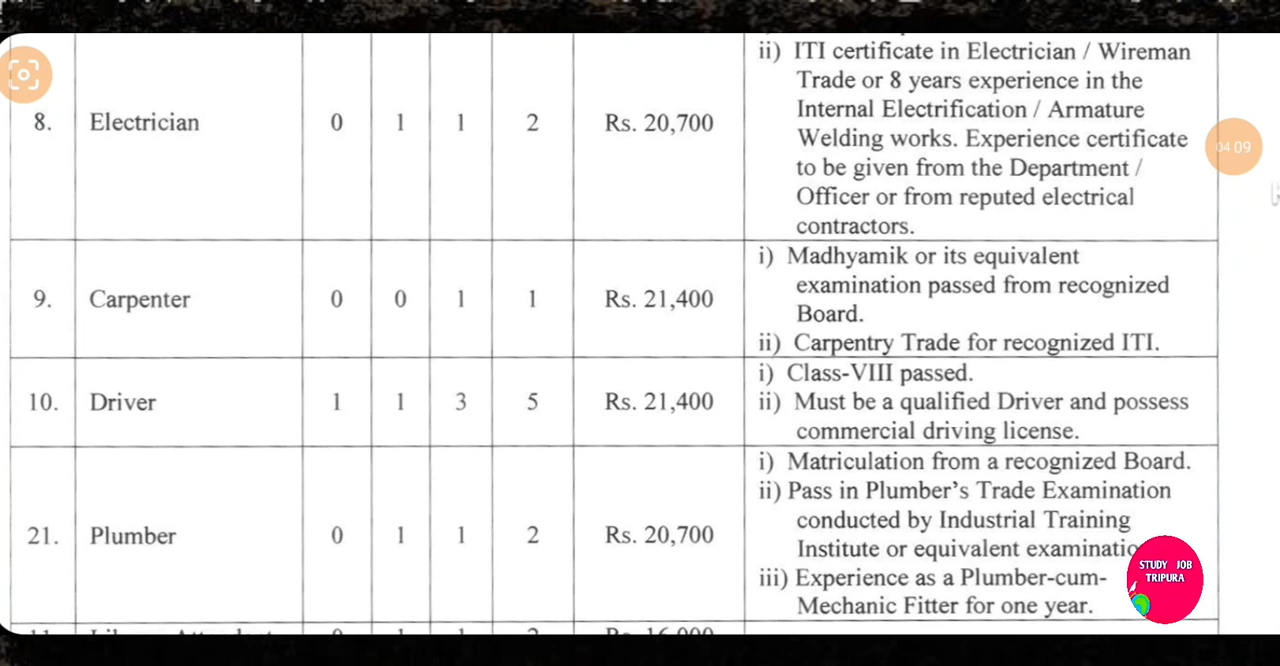 ii) ITI certificate in Electrician / Wireman
Trade or 8 years experience in the
Internal Electrification / Armature
8. Electrician 0 1 1 2 Rs. 20,700
Welding works. Experience certificate
04 09
to be given from the Department /
Officer or from reputed electrical
contractors.
i) Madhyamik or its equivalent
examination passed from recognized
9. Carpenter 0 0 1 1 Rs. 21,400
Board.
ii) Carpentry Trade for recognized ITI.
i) Class-VIII passed.
10. Driver 1 1 3 5 Rs. 21,400
ii) Must be a qualified Driver and possess
commercial driving license.
i) Matriculation from a recognized Board.
ii) Pass in Plumber's Trade Examination
conducted by Industrial Training
21. Plumber 0 1 1 2 Rs. 20,700
Institute or equivalent
iii) Experience as a Plumber-cum-
Mechanic Fitter for one year.
STUDY JOB
TRIPURA